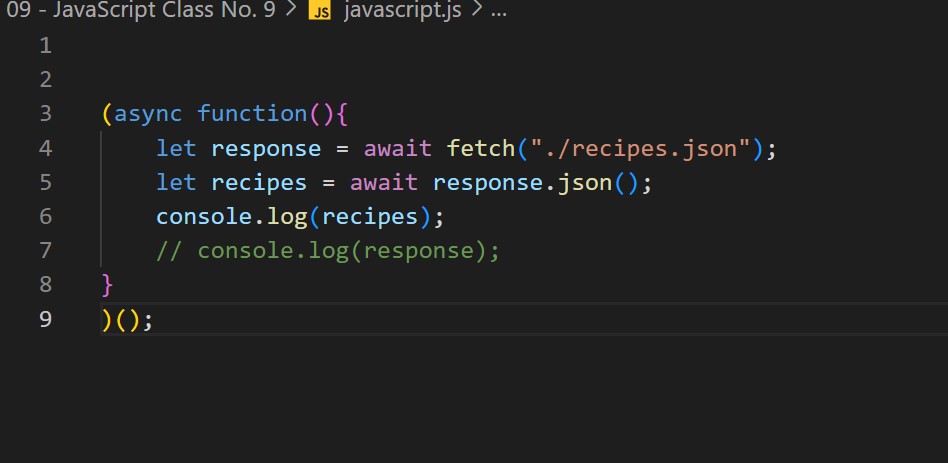 09 - JavaScript Class No. 9 > JS javascript.js > ...
1
2
3 (async function(){
4     let response = await fetch("./recipes.json");
5     let recipes = await response.json();
6     console.log(recipes);
7     // console.log(response);
8 }
9 )();